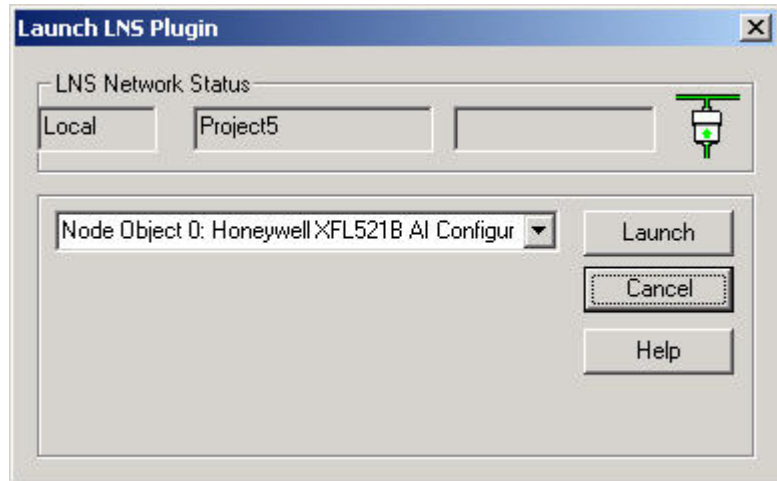 Launch LNS Plugin
LNS Network Status
Local Project5
Node Object 0: Honeywell XFL521B AI Configur
Launch
Cancel
Help